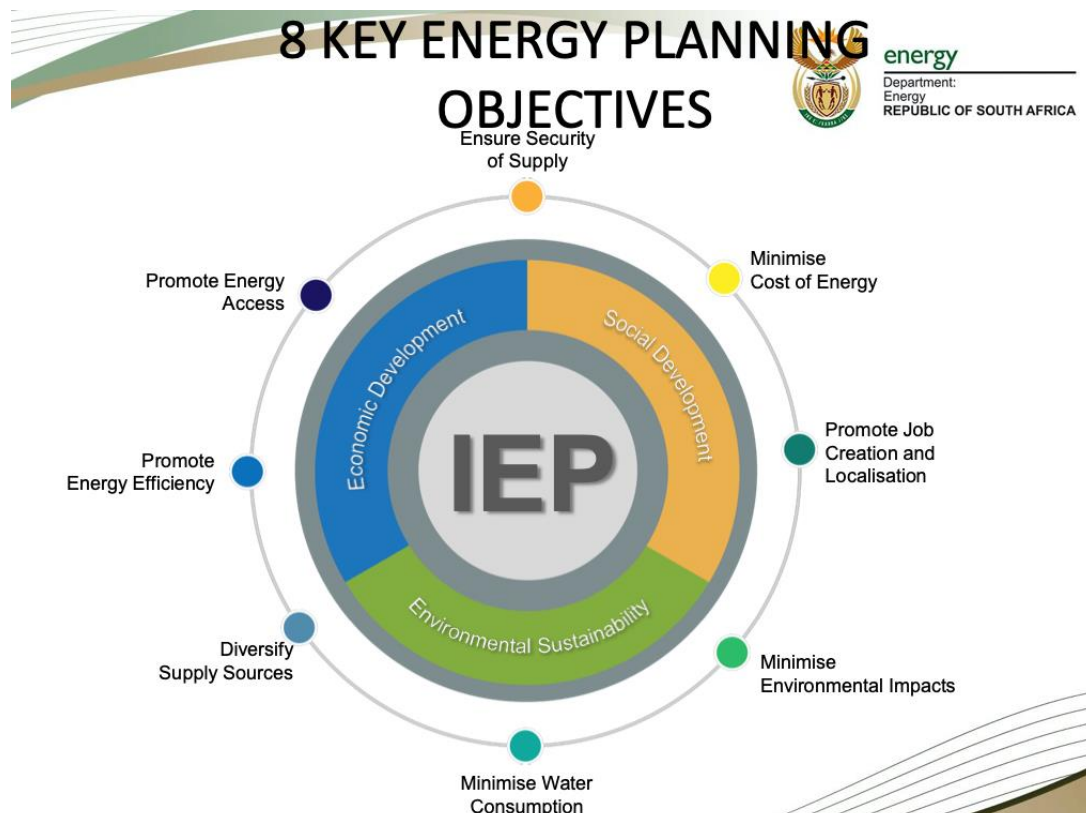 8 KEY ENERGY PLANNING
OBJECTIVES
energy
Department:
Energy
REPUBLIC OF SOUTH AFRICA
Ensure Security
of Supply
Minimise
Cost of Energy
Promote Job
Creation and
Localisation
Minimise
Environmental Impacts
Minimise Water
Consumption
Diversify
Supply Sources
Promote
Energy Efficiency
Promote Energy
Access
Economic Development
Social Development
Environmental Sustainability
IEP